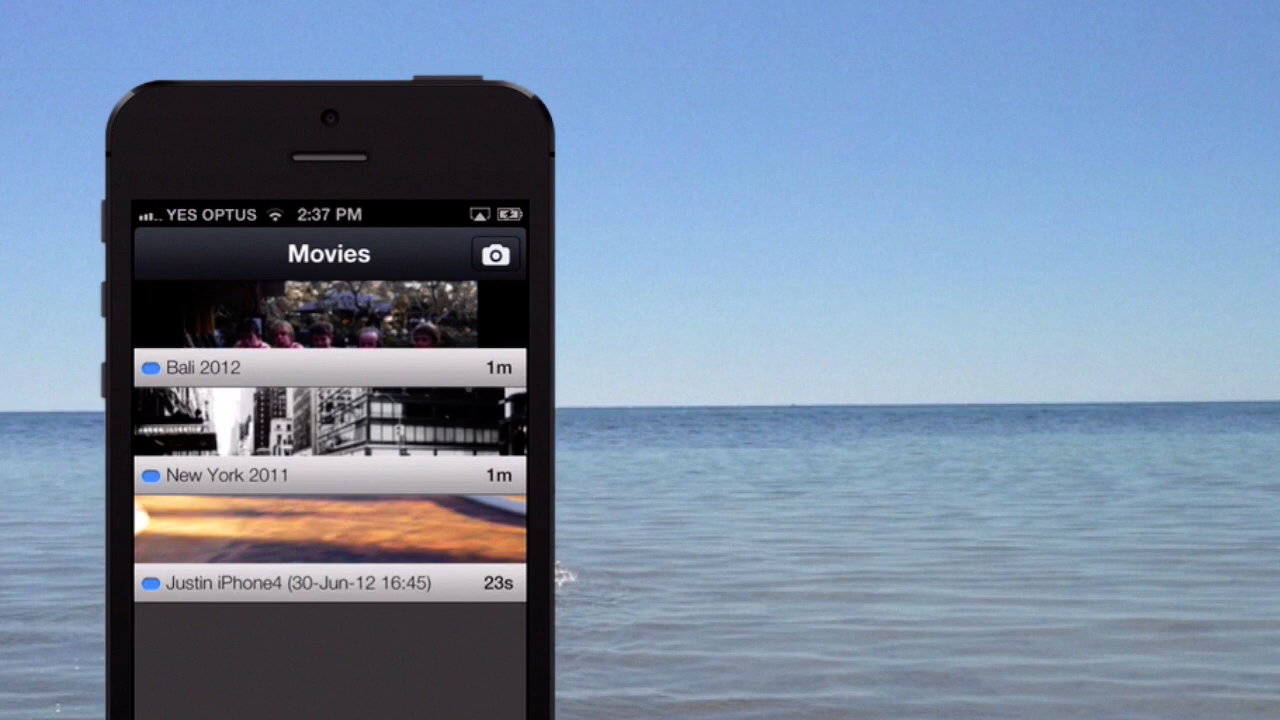 YES OPTUS 2:37 PM
Movies
Bali 2012 1m
New York 2011 1m
Justin iPhone4 (30-Jun-12 16:45) 23s